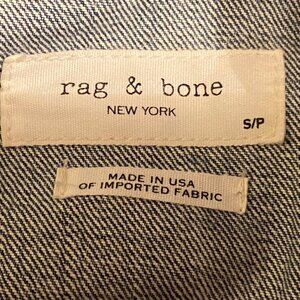 rag & bone
NEW YORK
S/P
MADE IN USA
OF IMPORTED FABRIC